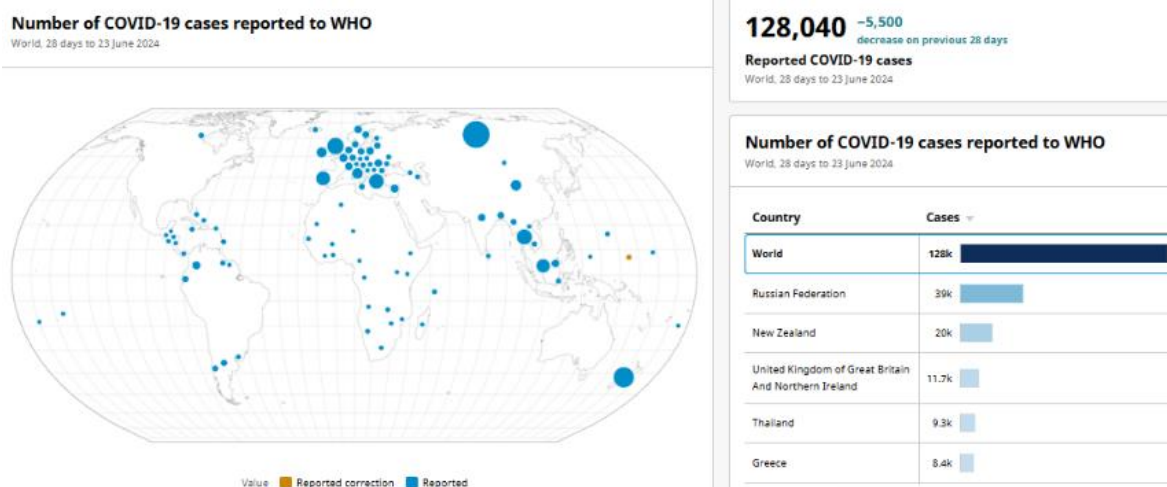 Number of COVID-19 cases reported to WHO
World, 28 days to 23 June 2024
Value Reported correction Reported
128,040 −5,500
decrease on previous 28 days
Reported COVID-19 cases
World, 28 days to 23 June 2024
Number of COVID-19 cases reported to WHO
World, 28 days to 23 June 2024
Country Cases
World 128k
Russian Federation 39k
New Zealand 20k
United Kingdom of Great Britain
And Northern Ireland 11.7k
Thailand 9.3k
Greece 8.4k